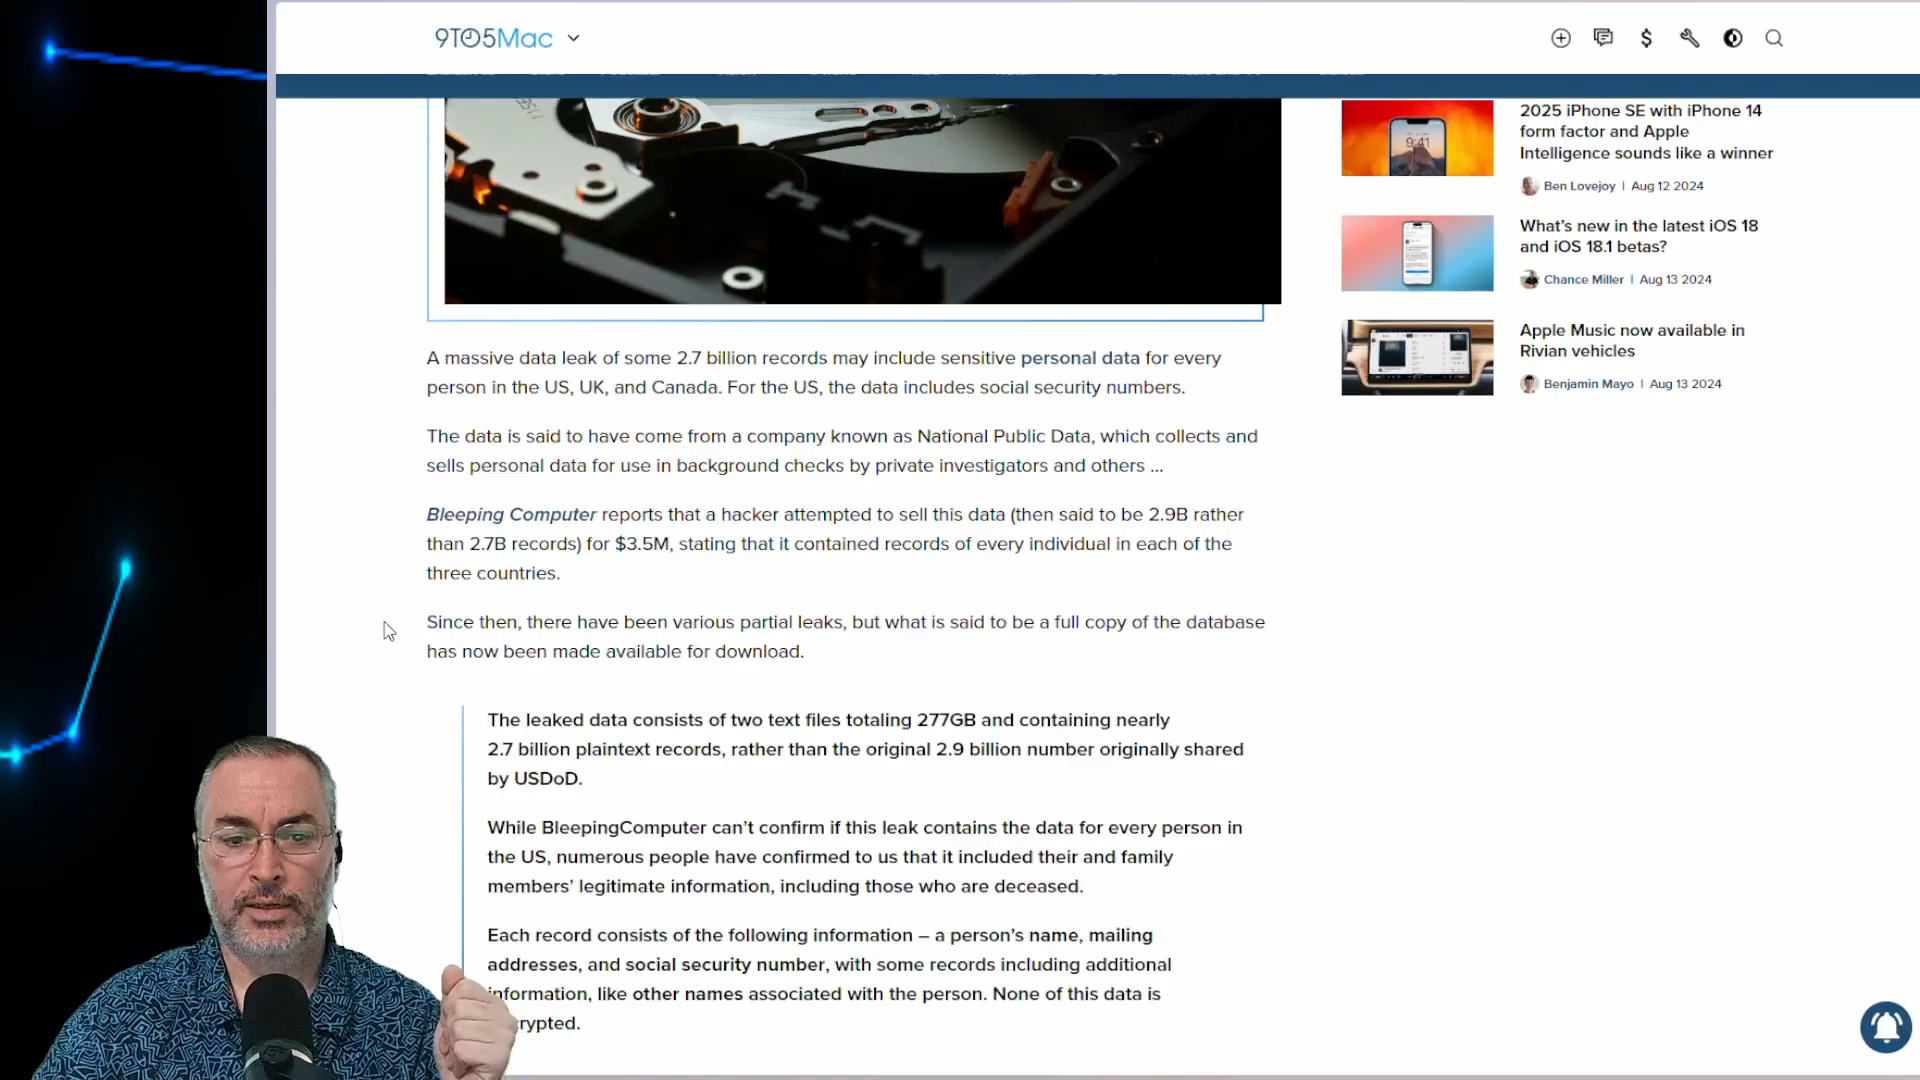 9TO5Mac
2025 iPhone SE with iPhone 14
form factor and Apple
Intelligence sounds like a winner
Ben Lovejoy | Aug 12 2024
What's new in the latest iOS 18
and iOS 18.1 betas?
Chance Miller | Aug 13 2024
Apple Music now available in
Rivian vehicles
Benjamin Mayo | Aug 13 2024
9:41
A massive data leak of some 2.7 billion records may include sensitive personal data for every
person in the US, UK, and Canada. For the US, the data includes social security numbers.
The data is said to have come from a company known as National Public Data, which collects and
sells personal data for use in background checks by private investigators and others ...
Bleeping Computer reports that a hacker attempted to sell this data (then said to be 2.9B rather
than 2.7B records) for $3.5M, stating that it contained records of every individual in each of the
three countries.
Since then, there have been various partial leaks, but what is said to be a full copy of the database
has now been made available for download.
The leaked data consists of two text files totaling 277GB and containing nearly
2.7 billion plaintext records, rather than the original 2.9 billion number originally shared
by USDoD.
While BleepingComputer can't confirm if this leak contains the data for every person in
the US, numerous people have confirmed to us that it included their and family
members' legitimate information, including those who are deceased.
Each record consists of the following information – a person's name, mailing
addresses, and social security number, with some records including additional
information, like other names associated with the person. None of this data is
crypted.